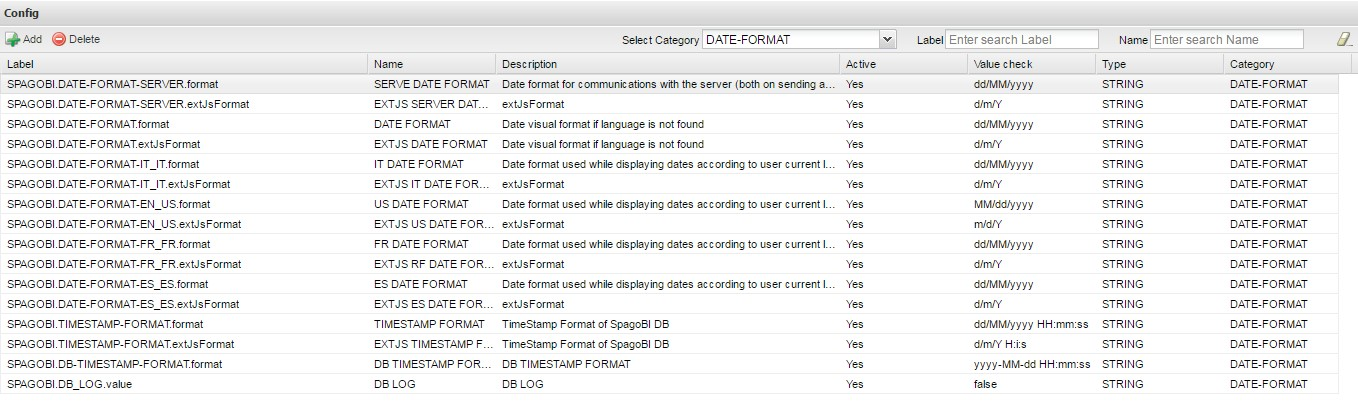 Config
Add Delete Select Category DATE-FORMAT Label Enter search Label Name Enter search Name
Label Name Description Active Value check Type Category
SPAGOBI.DATE-FORMAT-SERVER.format SERVE DATE FORMAT Date format for communications with the server (both on sending a... Yes dd/MM/yyyy STRING DATE-FORMAT
SPAGOBI.DATE-FORMAT-SERVER.extJsFormat EXTJS SERVER DAT... extJsFormat Yes d/m/Y STRING DATE-FORMAT
SPAGOBI.DATE-FORMAT.format DATE FORMAT Date visual format if language is not found Yes dd/MM/yyyy STRING DATE-FORMAT
SPAGOBI.DATE-FORMAT.extJsFormat EXTJS DATE FORMAT Date visual format if language is not found Yes d/m/Y STRING DATE-FORMAT
SPAGOBI.DATE-FORMAT-IT_IT.format IT DATE FORMAT Date format used while displaying dates according to user current l... Yes dd/MM/yyyy STRING DATE-FORMAT
SPAGOBI.DATE-FORMAT-IT_IT.extJsFormat EXTJS IT DATE FOR... extJsFormat Yes d/m/Y STRING DATE-FORMAT
SPAGOBI.DATE-FORMAT-EN_US.format US DATE FORMAT Date format used while displaying dates according to user current l... Yes MM/dd/yyyy STRING DATE-FORMAT
SPAGOBI.DATE-FORMAT-EN_US.extJsFormat EXTJS US DATE FOR... extJsFormat Yes m/d/Y STRING DATE-FORMAT
SPAGOBI.DATE-FORMAT-FR_FR.format FR DATE FORMAT Date format used while displaying dates according to user current l... Yes dd/MM/yyyy STRING DATE-FORMAT
SPAGOBI.DATE-FORMAT-FR_FR.extJsFormat EXTJS RF DATE FOR... extJsFormat Yes d/m/Y STRING DATE-FORMAT
SPAGOBI.DATE-FORMAT-ES_ES.format ES DATE FORMAT Date format used while displaying dates according to user current l... Yes dd/MM/yyyy STRING DATE-FORMAT
SPAGOBI.DATE-FORMAT-ES_ES.extJsFormat EXTJS ES DATE FOR... extJsFormat Yes d/m/Y STRING DATE-FORMAT
SPAGOBI.TIMESTAMP-FORMAT.format TIMESTAMP FORMAT TimeStamp Format of SpagoBI DB Yes dd/MM/yyyy HH:mm:ss STRING DATE-FORMAT
SPAGOBI.TIMESTAMP-FORMAT.extJsFormat EXTJS TIMESTAMP F... TimeStamp Format of SpagoBI DB Yes d/m/Y H:i:s STRING DATE-FORMAT
SPAGOBI.DB-TIMESTAMP-FORMAT.format DB TIMESTAMP FOR... DB TIMESTAMP FORMAT Yes yyyy-MM-dd HH:mm:ss STRING DATE-FORMAT
SPAGOBI.DB_LOG.value DB LOG DB LOG Yes false STRING DATE-FORMAT